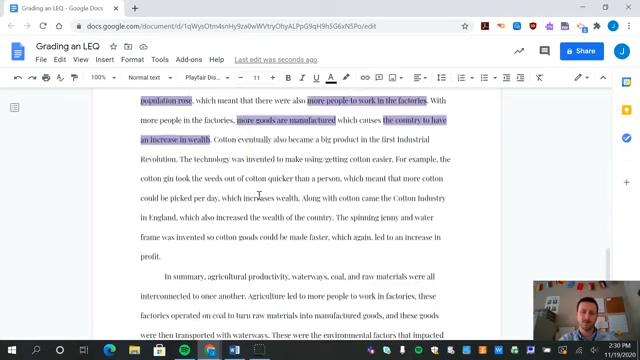 Grading an LEQ
docs.google.com/document/d/1qWysOtm4snHy9za0wWVtryOhyALPpG9qH9h5G6xN5Po/edit
Grading an LEQ
File Edit View Insert Format Tools Add-ons Help Last edit was seconds ago
Share
100% Normal text Playfair Disp... 11
population rose, which meant that there were also more people to work in the factories. With
more people in the factories, more goods are manufactured which causes the country to have
an increase in wealth. Cotton eventually also became a big product in the first Industrial
Revolution. The technology was invented to make using/getting cotton easier. For example, the
cotton gin took the seeds out of cotton quicker than a person, which meant that more cotton
could be picked per day, which increases wealth. Along with cotton came the Cotton Industry
in England, which also increased the wealth of the country. The spinning jenny and water
frame was invented so cotton goods could be made faster, which again, led to an increase in
profit.
In summary, agricultural productivity, waterways, coal, and raw materials were all
interconnected to once another. Agriculture led to more people to work in factories, these
factories operated on coal to turn raw materials into manufactured goods, and these goods
were then transported with waterways. These were the environmental factors that impacted
2:30 PM
11/19/2020